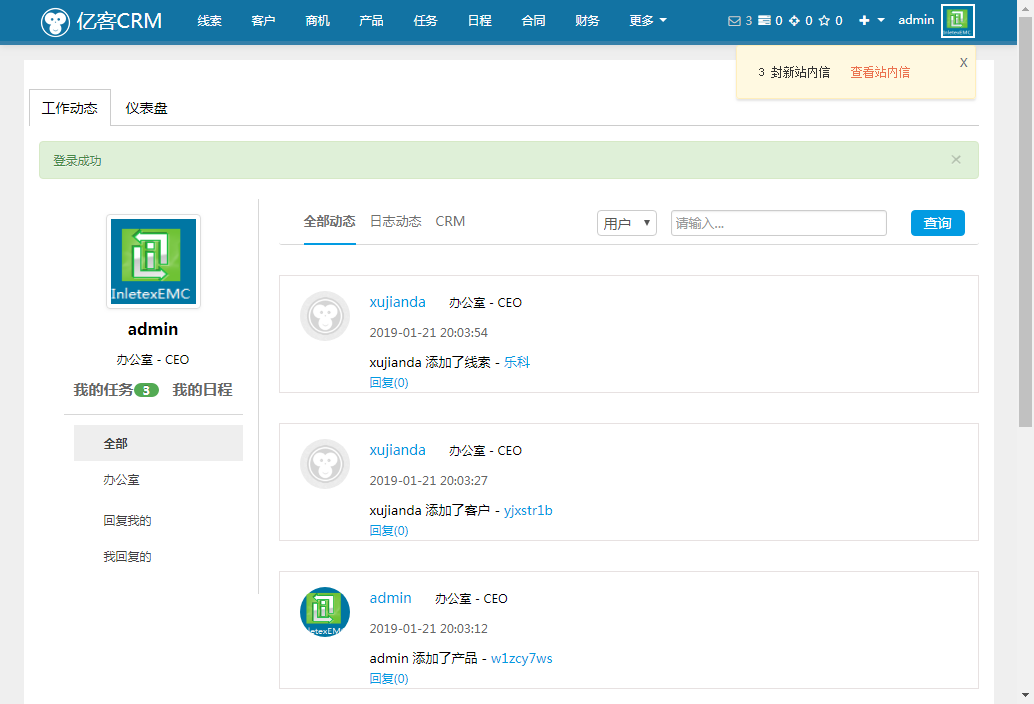 亿客CRM 线索 客户 商机 产品 任务 日程 合同 财务 更多 3 0 0 0 admin
3 封新站内信 查看站内信 X
工作动态 仪表盘
登录成功 ×
InletexEMC
admin
办公室 - CEO
我的任务 3 我的日程
全部
办公室
回复我的
我回复的
全部动态 日志动态 CRM 用户 请输入... 查询
xujianda 办公室 - CEO
2019-01-21 20:03:54
xujianda 添加了线索 - 乐科
回复(0)
xujianda 办公室 - CEO
2019-01-21 20:03:27
xujianda 添加了客户 - yjxstr1b
回复(0)
admin 办公室 - CEO
2019-01-21 20:03:12
admin 添加了产品 - w1zcy7ws
回复(0)